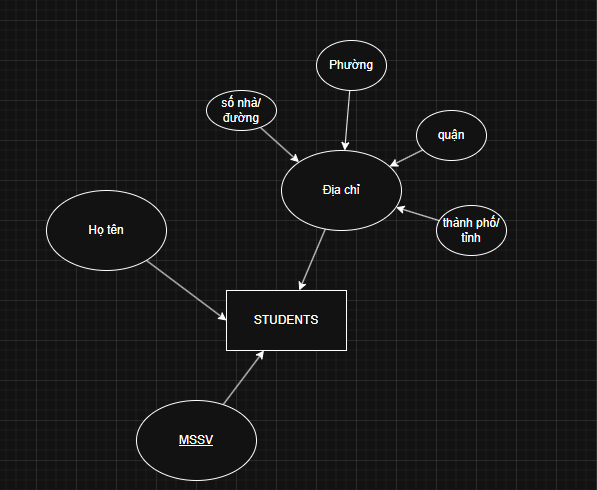 Phường
số nhà/
đường
quận
Địa chỉ
thành phố/
tỉnh
Họ tên
STUDENTS
MSSV